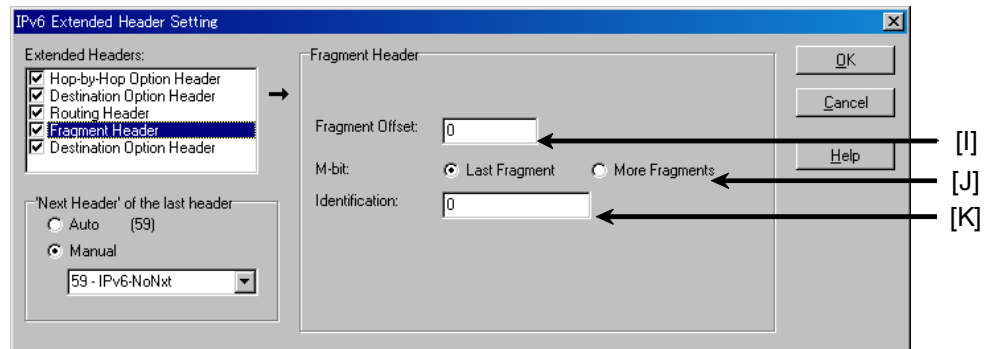 IPv6 Extended Header Setting
Extended Headers:
Hop-by-Hop Option Header
Destination Option Header
Routing Header
Fragment Header
Destination Option Header
'Next Header' of the last header
Auto (59)
Manual
59 - IPv6-NoNxt
Fragment Header
Fragment Offset: 0
M-bit: Last Fragment More Fragments
Identification: 0
OK
Cancel
Help
[I]
[J]
[K]